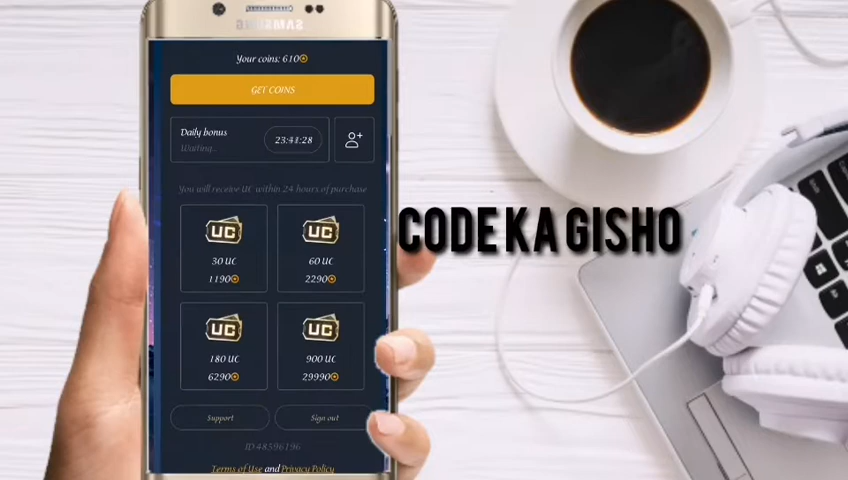 SAMSUNG
Your coins: 610
GET COINS
Daily bonus
Waiting...
23:41:28
You will receive UC within 24 hours of purchase
UC
30 UC
1190
UC
60 UC
2290
UC
180 UC
6290
UC
900 UC
29990
Support
Sign out
ID:48596196
Terms of Use and Privacy Policy
CODE KA GISHO